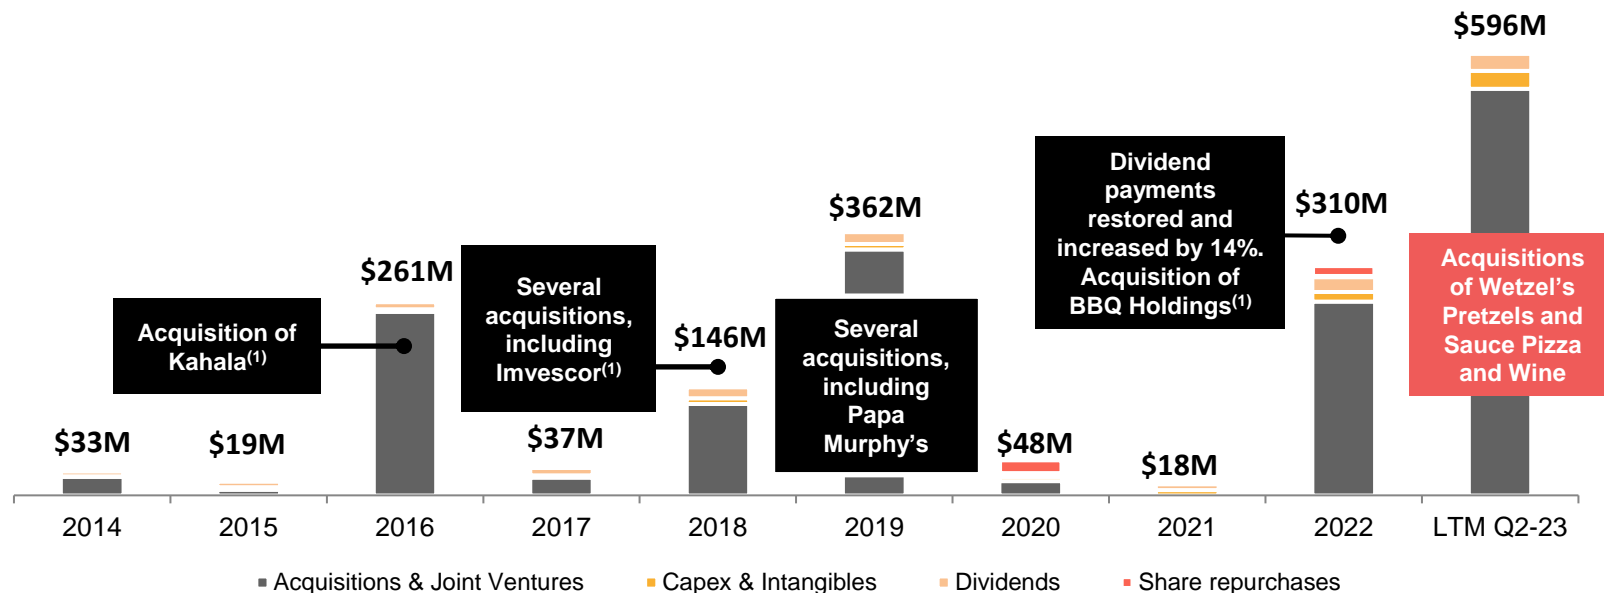 $596M
Dividend
payments
restored and
increased by 14%.
Acquisition of
BBQ Holdings(1)
$310M
$362M
Acquisitions
of Wetzel’s
Pretzels and
Sauce Pizza
and Wine
$261M
Several
acquisitions,
including
Imvescor(1)
$146M
Acquisition of
Kahala(1)
Several
acquisitions,
including
Papa
Murphy’s
$33M
$19M
$37M
$48M
$18M
2014 2015 2016 2017 2018 2019 2020 2021 2022 LTM Q2-23
Acquisitions & Joint Ventures Capex & Intangibles Dividends Share repurchases